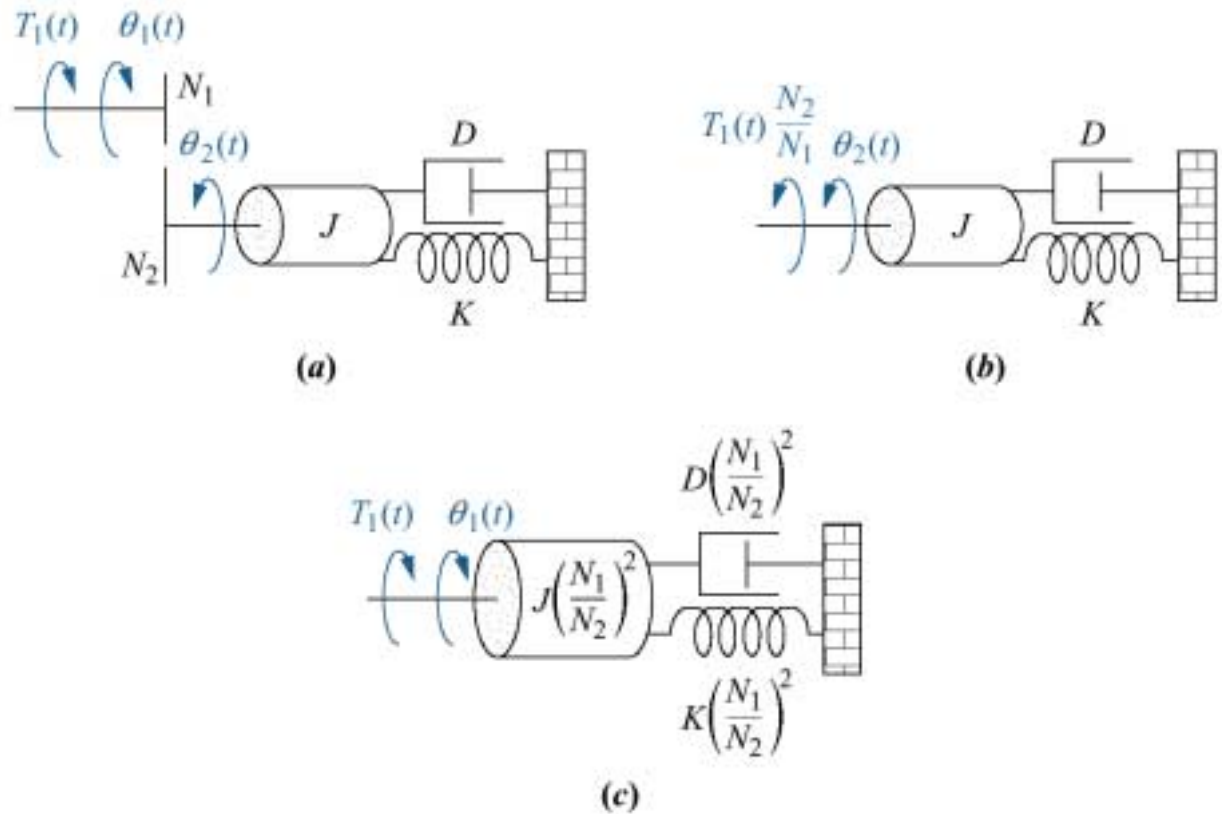 T₁(t) θ₁(t)
N₁
θ₂(t)
N₂
J
D
K
(a)
T₁(t) N₂/N₁ θ₂(t)
J
D
K
(b)
T₁(t) θ₁(t)
J(N₁/N₂)²
D(N₁/N₂)²
K(N₁/N₂)²
(c)